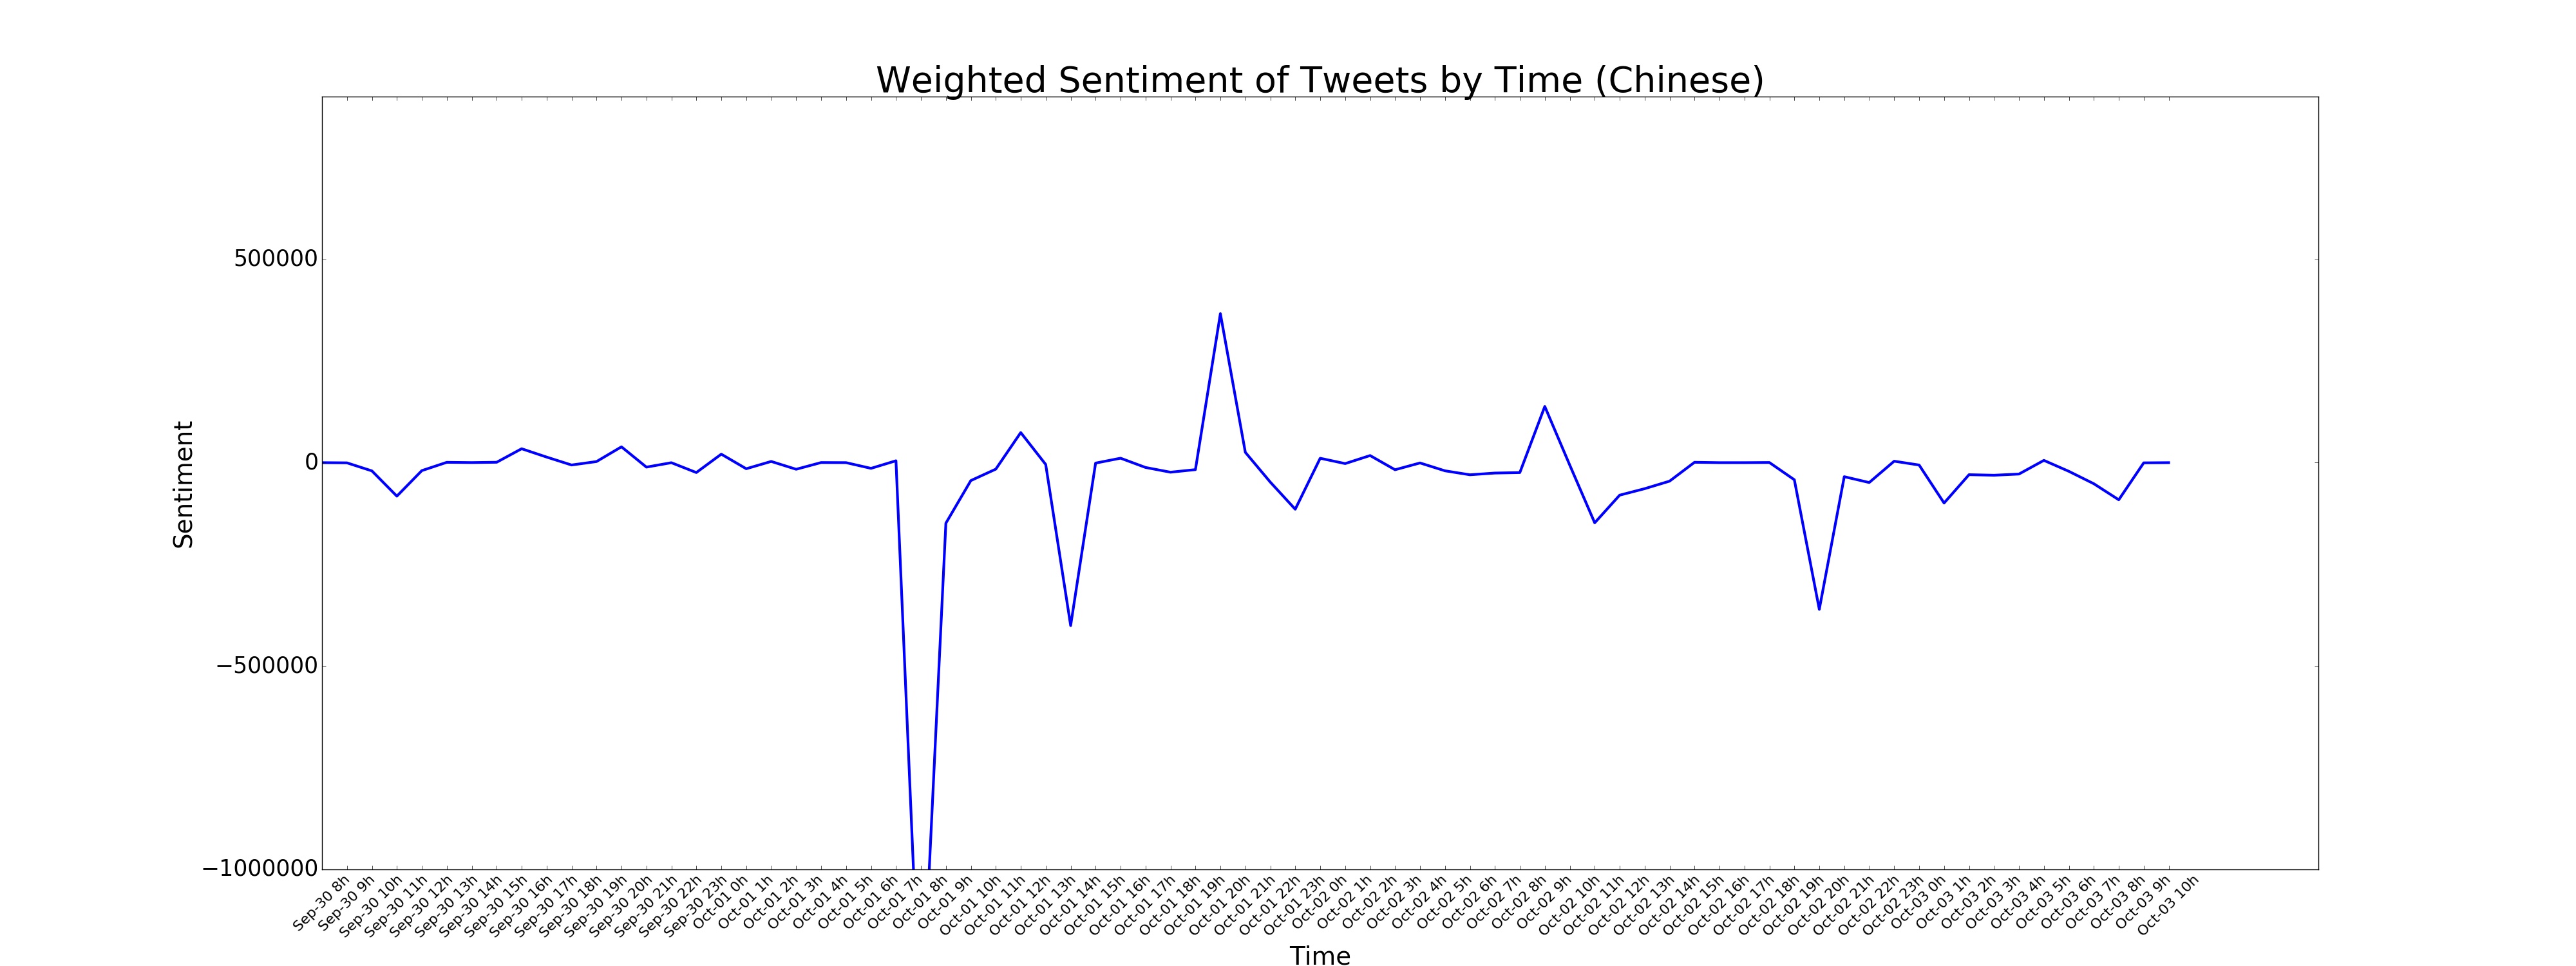 Weighted Sentiment of Tweets by Time (Chinese)
500000
0
−500000
−1000000
Sentiment
Sep-30 8h
Sep-30 9h
Sep-30 10h
Sep-30 11h
Sep-30 12h
Sep-30 13h
Sep-30 14h
Sep-30 15h
Sep-30 16h
Sep-30 17h
Sep-30 18h
Sep-30 19h
Sep-30 20h
Sep-30 21h
Sep-30 22h
Sep-30 23h
Oct-01 0h
Oct-01 1h
Oct-01 2h
Oct-01 3h
Oct-01 4h
Oct-01 5h
Oct-01 6h
Oct-01 7h
Oct-01 8h
Oct-01 9h
Oct-01 10h
Oct-01 11h
Oct-01 12h
Oct-01 13h
Oct-01 14h
Oct-01 15h
Oct-01 16h
Oct-01 17h
Oct-01 18h
Oct-01 19h
Oct-01 20h
Oct-01 21h
Oct-01 22h
Oct-01 23h
Oct-02 0h
Oct-02 1h
Oct-02 2h
Oct-02 3h
Oct-02 4h
Oct-02 5h
Oct-02 6h
Oct-02 7h
Oct-02 8h
Oct-02 9h
Oct-02 10h
Oct-02 11h
Oct-02 12h
Oct-02 13h
Oct-02 14h
Oct-02 15h
Oct-02 16h
Oct-02 17h
Oct-02 18h
Oct-02 19h
Oct-02 20h
Oct-02 21h
Oct-02 22h
Oct-02 23h
Oct-03 0h
Oct-03 1h
Oct-03 2h
Oct-03 3h
Oct-03 4h
Oct-03 5h
Oct-03 6h
Oct-03 7h
Oct-03 8h
Oct-03 9h
Oct-03 10h
Time